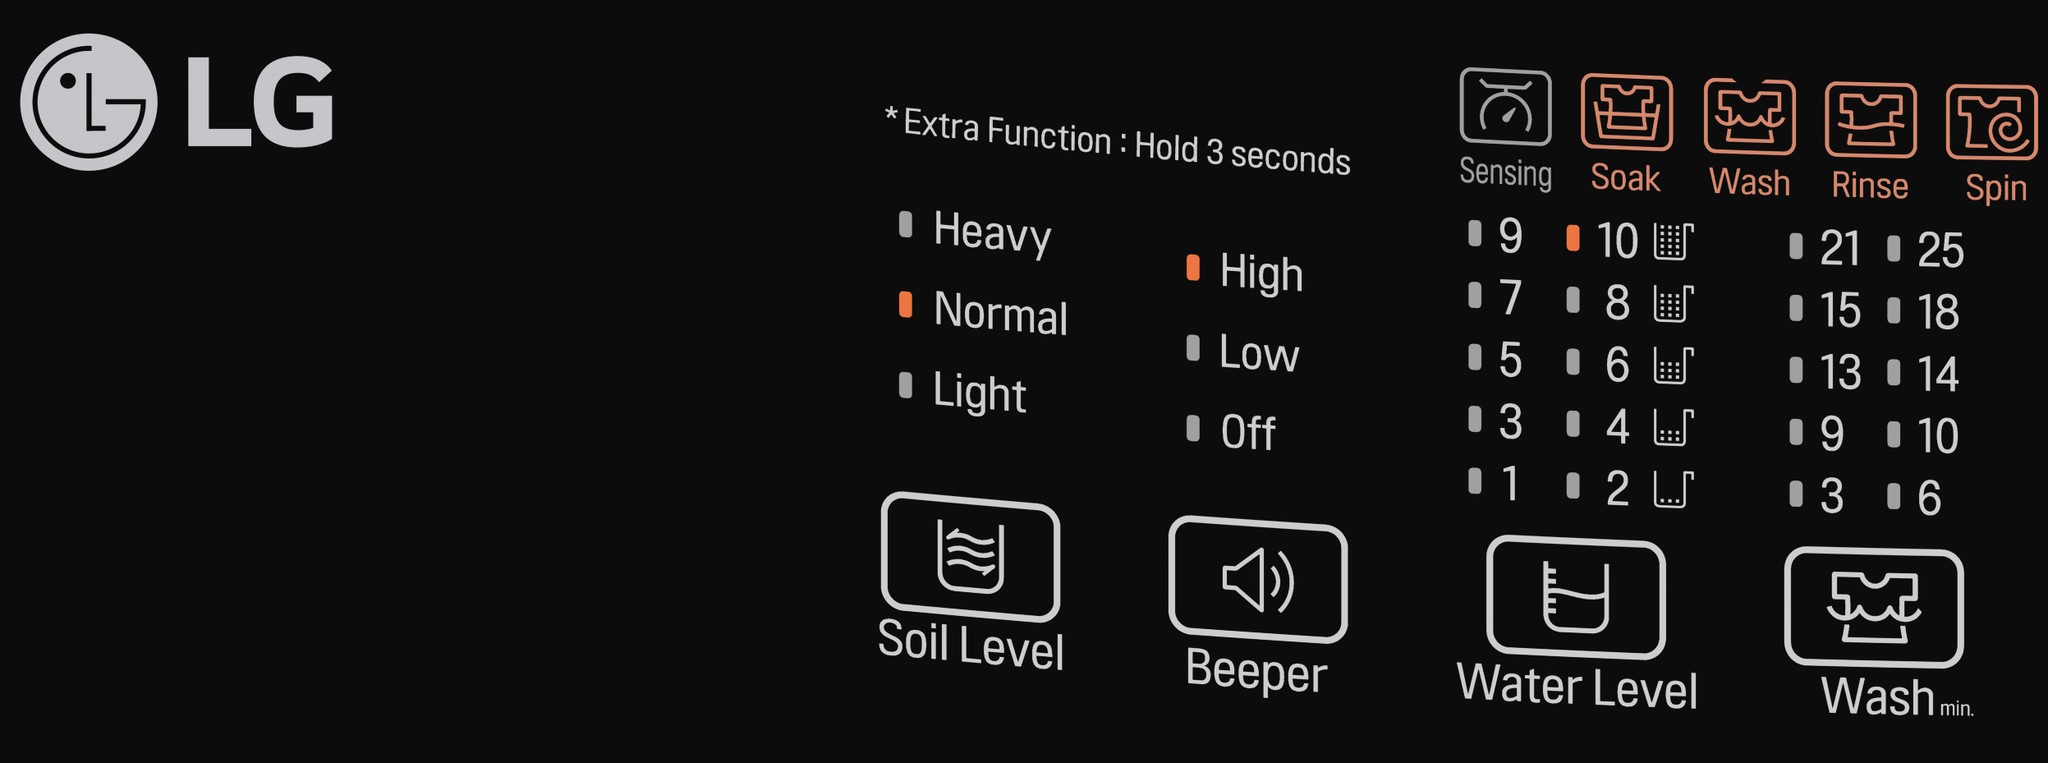 LG
*Extra Function : Hold 3 seconds
Sensing Soak Wash Rinse Spin
Heavy
Normal
Light
Soil Level
High
Low
Off
Beeper
9 10
7 8
5 6
3 4
1 2
Water Level
21 25
15 18
13 14
9 10
3 6
Wash min.